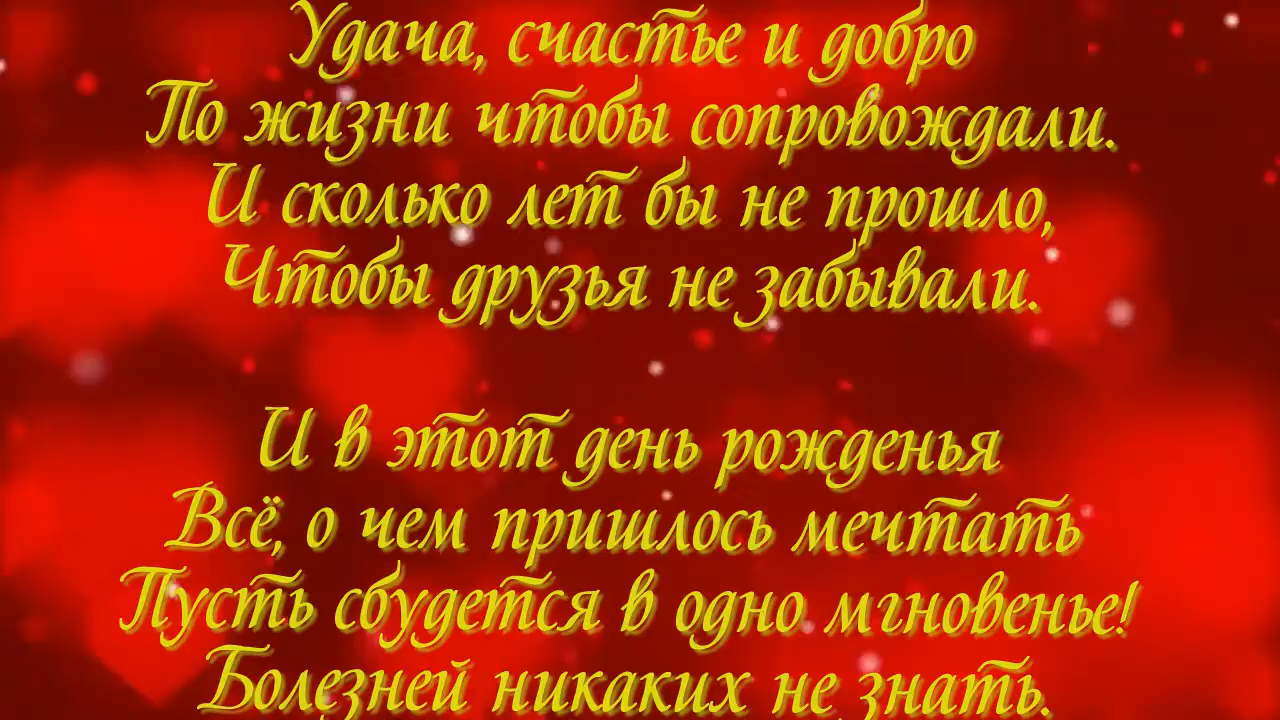 Удача, счастье и добро
По жизни чтобы сопровождали.
И сколько лет бы не прошло,
Чтобы друзья не забывали.
И в этот день рожденья
Всё, о чем пришлось мечтать
Пусть сбудется в одно мгновенье!
Болезней никаких не знать.